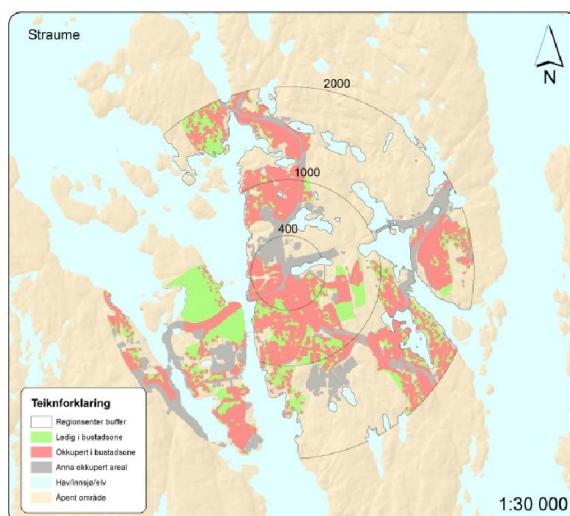 Straume
2000
N
1000
400
Teiknforklaring
Regionsenter buffer
Ledig i bustadsone
Okkupert i bustadsone
Anna okkupert areal
Hav/innsjø/elv
Åpent område
1:30 000